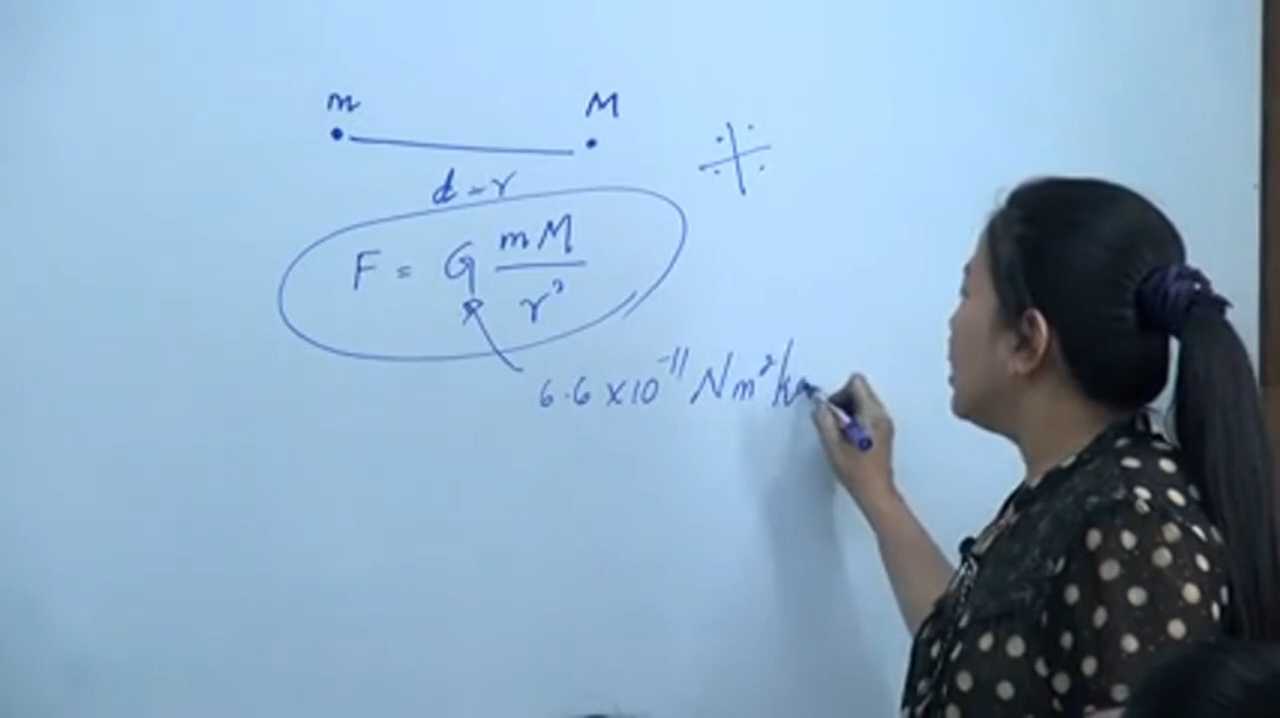 m M
d = r
F = G mM/r²
6.6 × 10⁻¹¹ Nm²/k